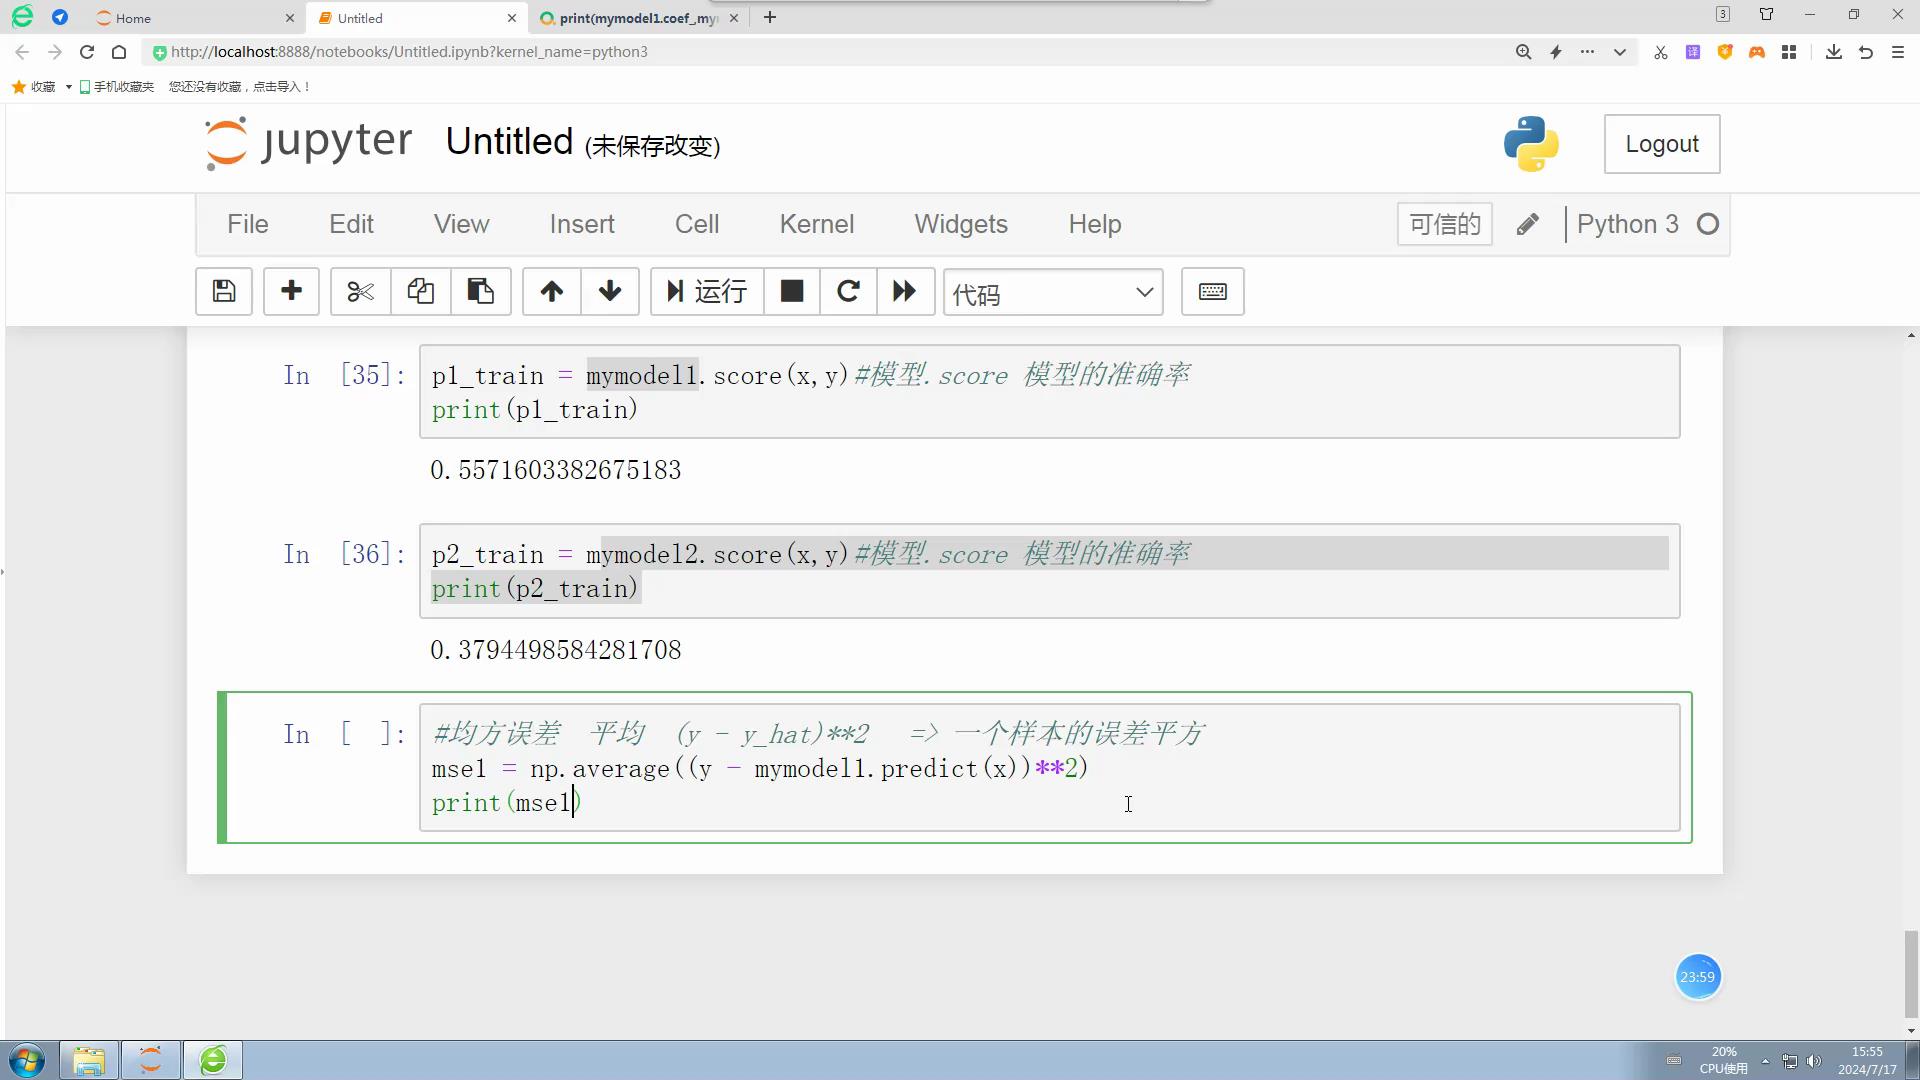 Home
Untitled
print(mymodel1.coef_,my
3
http://localhost:8888/notebooks/Untitled.ipynb?kernel_name=python3
译
收藏
手机收藏夹
您还没有收藏，点击导入！
jupyter Untitled (未保存改变)
Logout
File Edit View Insert Cell Kernel Widgets Help
可信的
Python 3
运行
代码
In [35]:
p1_train = mymodel1.score(x,y)#模型.score 模型的准确率
print(p1_train)
0.5571603382675183
In [36]:
p2_train = mymodel2.score(x,y)#模型.score 模型的准确率
print(p2_train)
0.3794498584281708
In [ ]:
#均方误差 平均 (y - y_hat)**2 => 一个样本的误差平方
mse1 = np.average((y - mymodel1.predict(x))**2)
print(mse1)
23:59
20%
CPU使用
15:55
2024/7/17